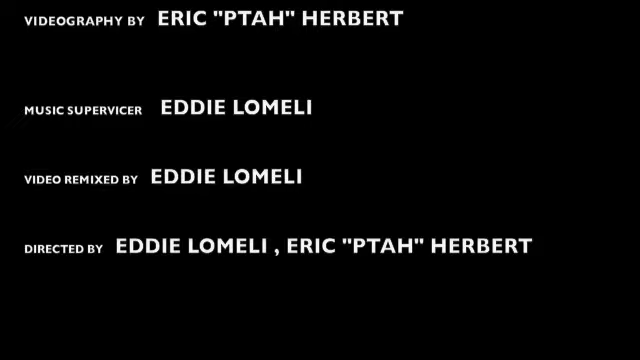 VIDEOGRAPHY BY ERIC "PTAH" HERBERT
MUSIC SUPERVICER EDDIE LOMELI
VIDEO REMIXED BY EDDIE LOMELI
DIRECTED BY EDDIE LOMELI , ERIC "PTAH" HERBERT